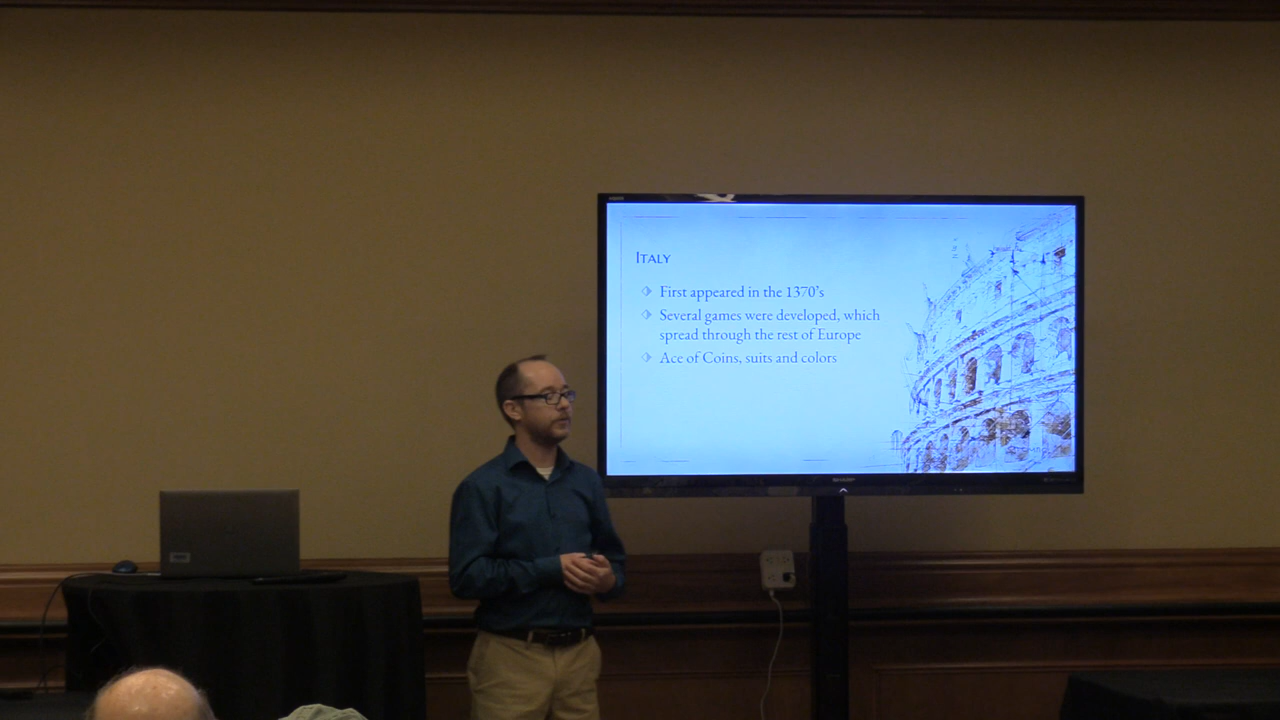 Italy
First appeared in the 1370's
Several games were developed, which
spread through the rest of Europe
Ace of Coins, suits and colors
SHARP